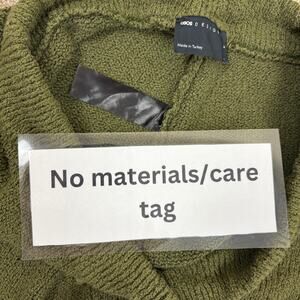 asos DESIGN
Made in Turkey
No materials/care
tag